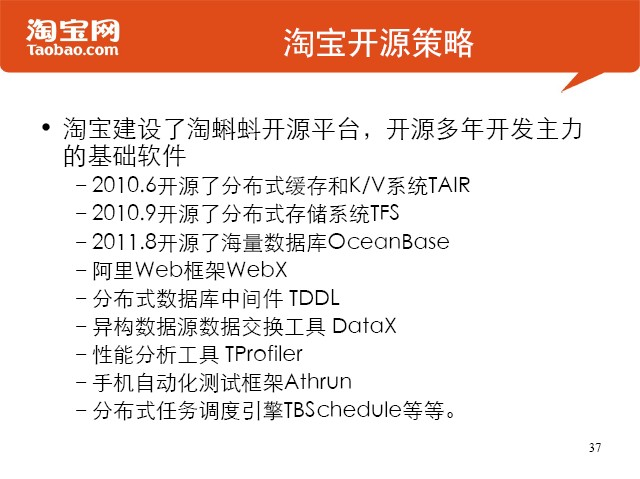 淘宝网
Taobao.com
淘宝开源策略
• 淘宝建设了淘蝌蚪开源平台，开源多年开发主力
的基础软件
– 2010.6开源了分布式缓存和K/V系统TAIR
– 2010.9开源了分布式存储系统TFS
– 2011.8开源了海量数据库OceanBase
– 阿里Web框架WebX
– 分布式数据库中间件 TDDL
– 异构数据源数据交换工具 DataX
– 性能分析工具 TProfiler
– 手机自动化测试框架Athrun
– 分布式任务调度引擎TBSchedule等等。
37